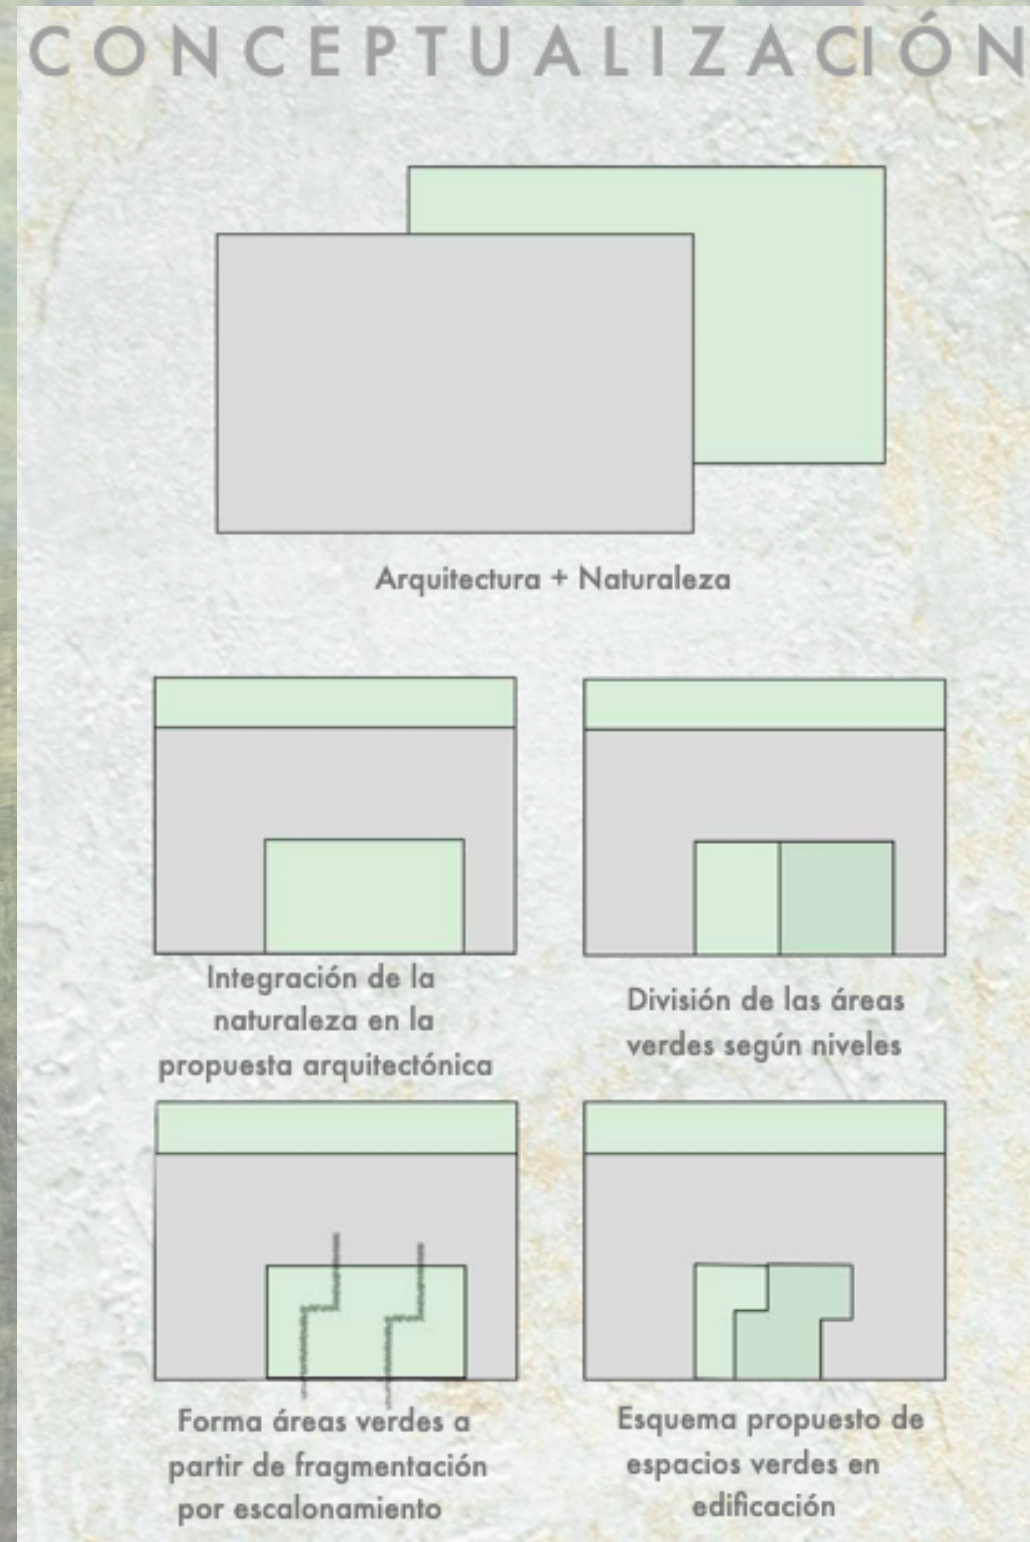 CONCEPTUALIZACIÓN
Arquitectura + Naturaleza
Integración de la
naturaleza en la
propuesta arquitectónica
División de las áreas
verdes según niveles
Forma áreas verdes a
partir de fragmentación
por escalonamiento
Esquema propuesto de
espacios verdes en
edificación